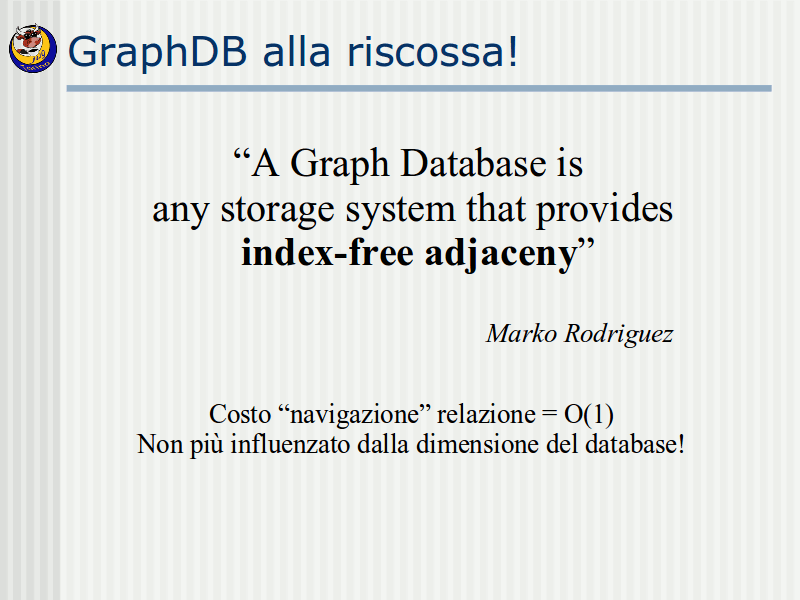 GraphDB alla riscossa!
“A Graph Database is
any storage system that provides
index-free adjaceny”
Marko Rodriguez
Costo “navigazione” relazione = O(1)
Non più influenzato dalla dimensione del database!